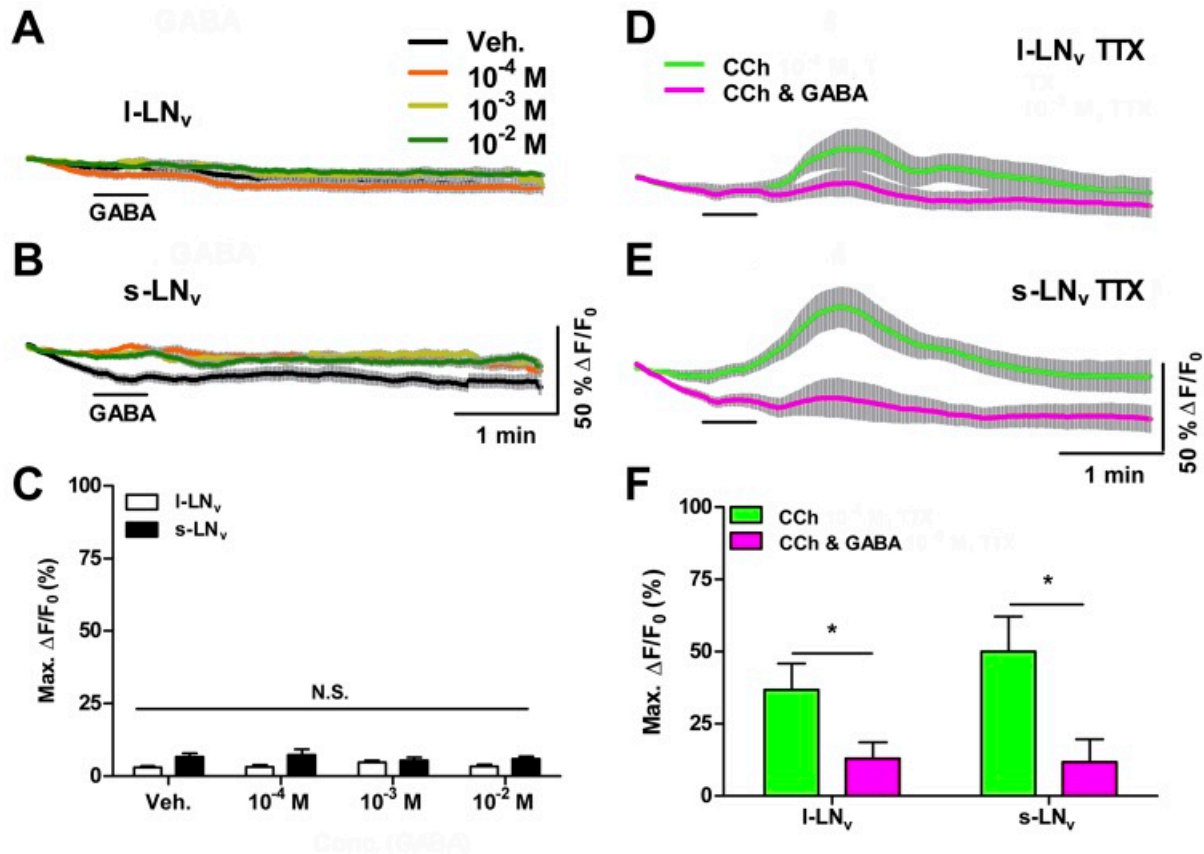 A
Veh.
10⁻⁴ M
10⁻³ M
10⁻² M
l-LNᵥ
GABA
B
s-LNᵥ
GABA
50 % ΔF/F₀
1 min
C
l-LNᵥ
s-LNᵥ
Max. ΔF/F₀ (%)
100
75
50
25
0
N.S.
Veh.
10⁻⁴ M
10⁻³ M
10⁻² M
Conc. (GABA)
D
l-LNᵥ TTX
CCh
CCh & GABA
E
s-LNᵥ TTX
50 % ΔF/F₀
1 min
F
CCh
CCh & GABA
Max. ΔF/F₀ (%)
100
75
50
25
0
*
*
l-LNᵥ
s-LNᵥ